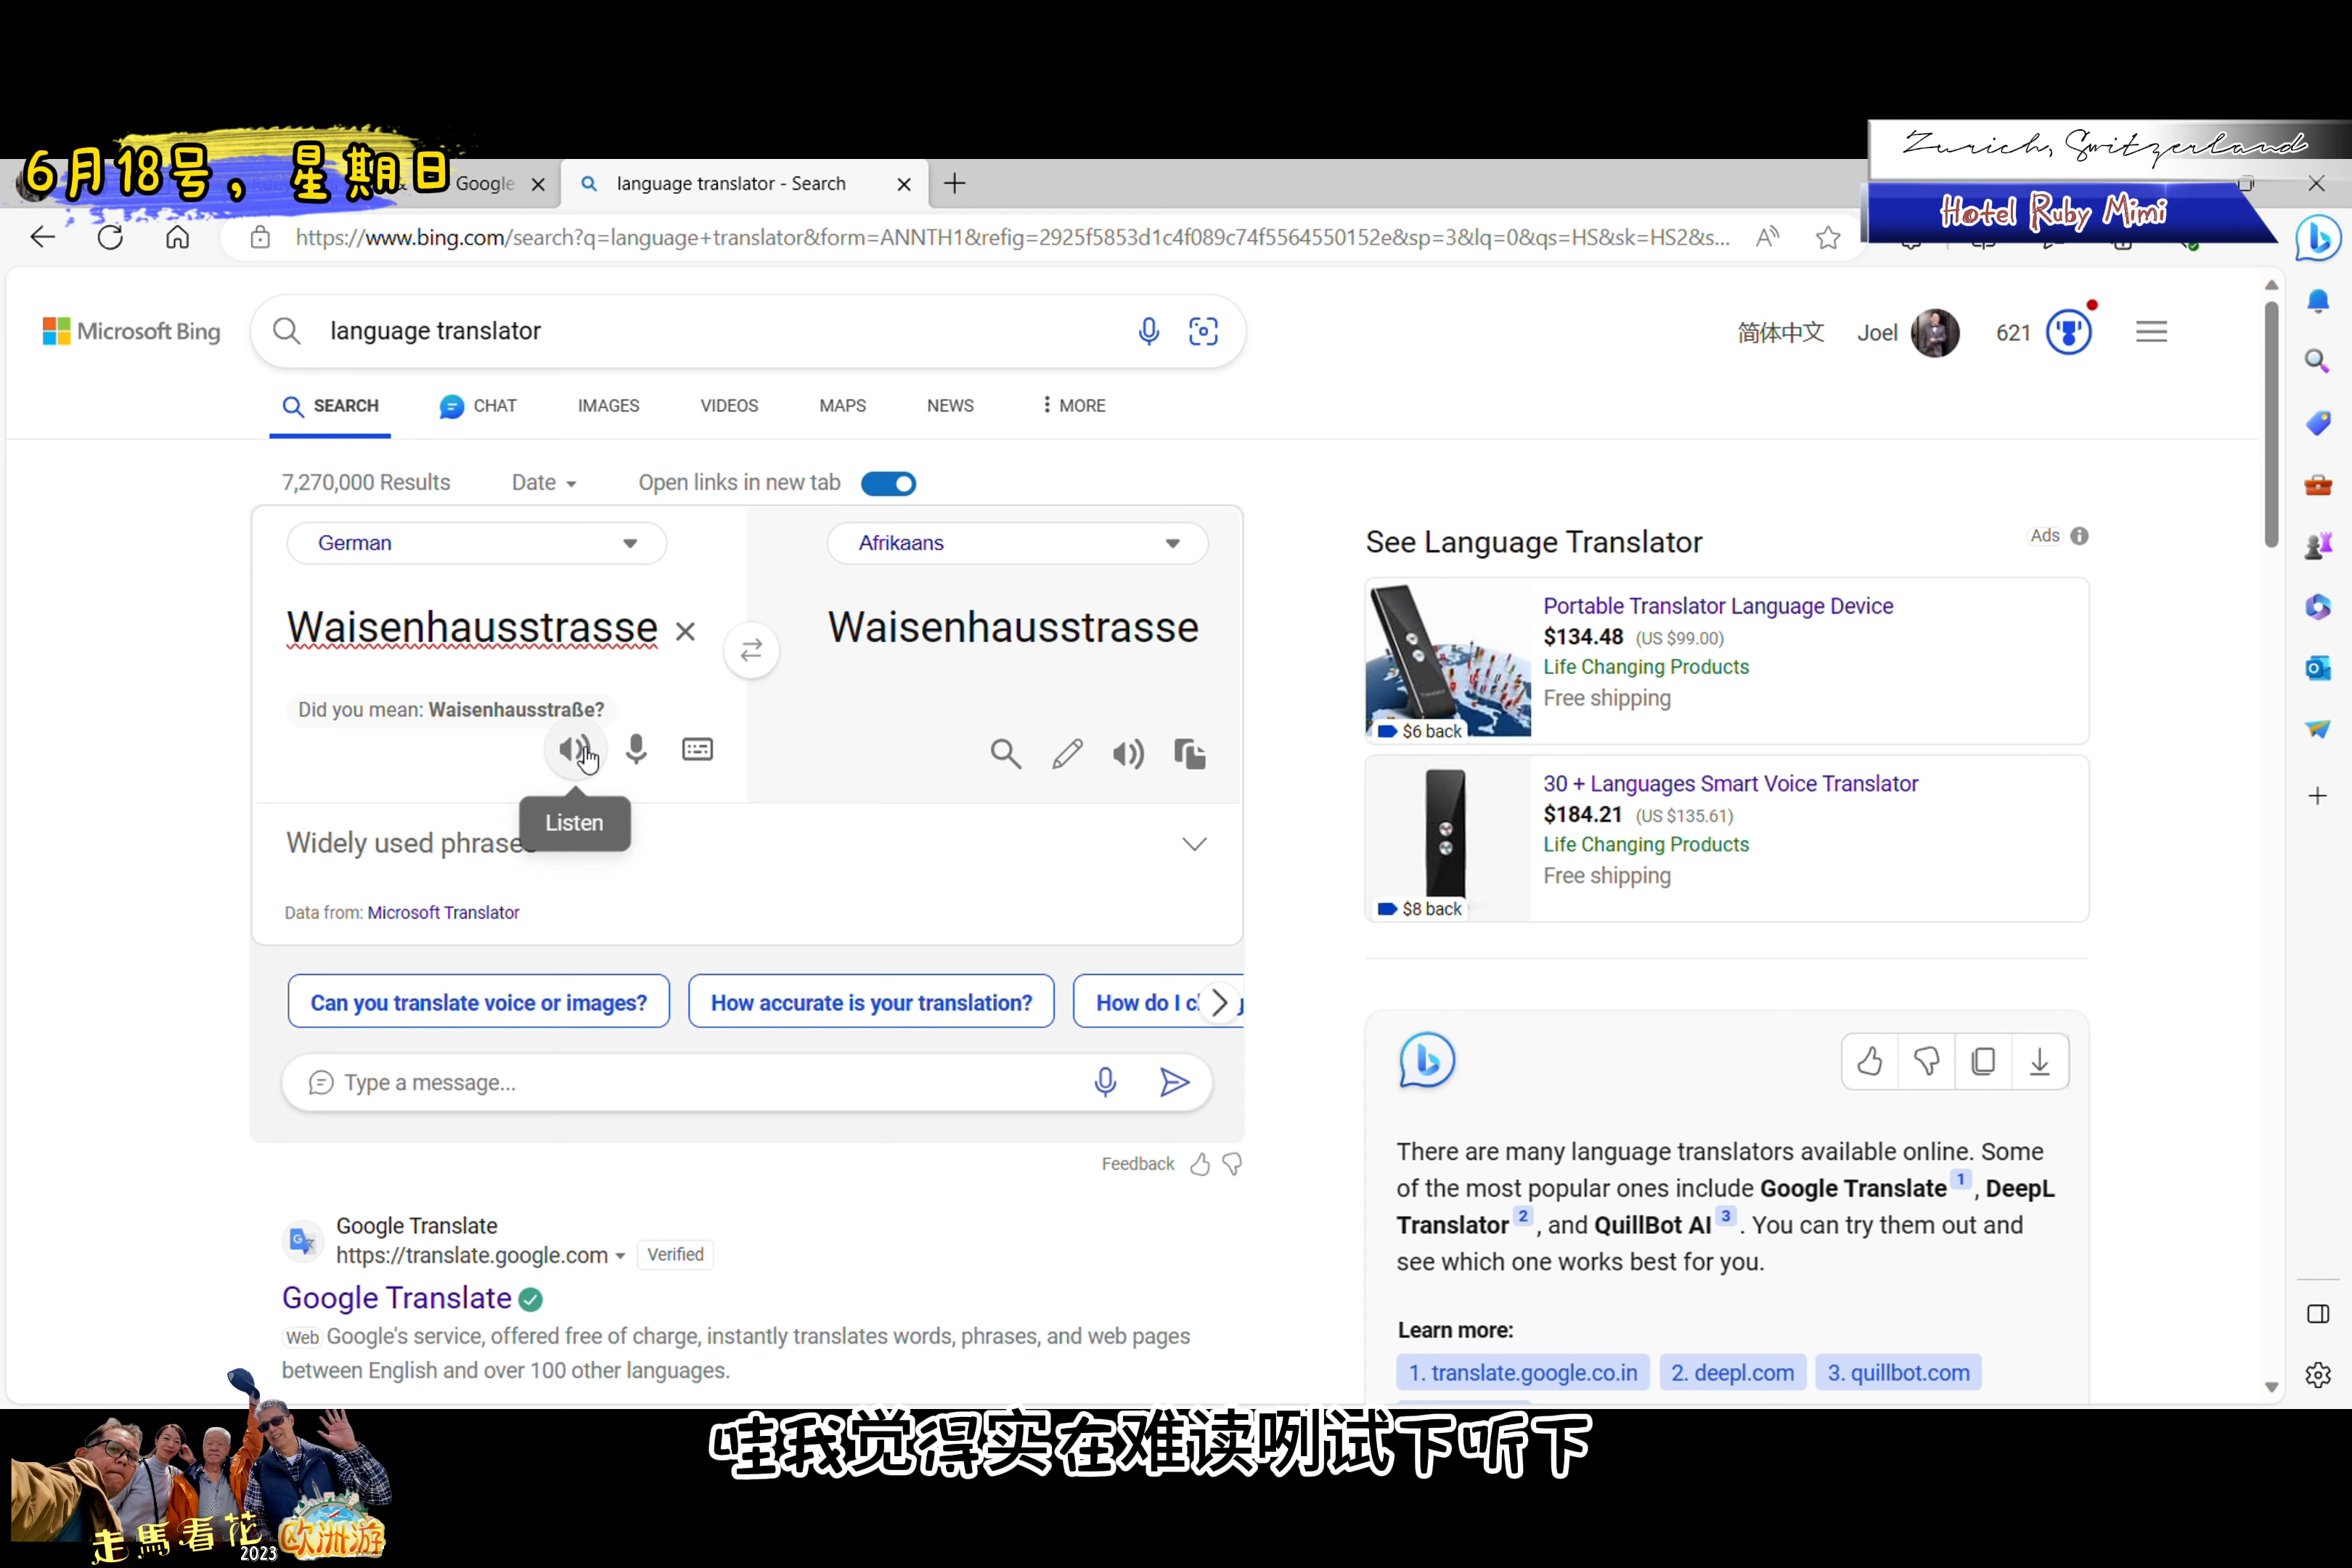 6月18号，星期日
Zurich, Switzerland
Hotel Ruby Mimi
Google
language translator - Search
https://www.bing.com/search?q=language+translator&form=ANNTH1&refig=2925f5853d1c4f089c74f5564550152e&sp=3&lq=0&qs=HS&sk=HS2&s...
Microsoft Bing
language translator
简体中文
Joel
621
SEARCH
CHAT
IMAGES
VIDEOS
MAPS
NEWS
MORE
7,270,000 Results
Date
Open links in new tab
German
Afrikaans
Waisenhausstrasse
Waisenhausstrasse
Did you mean: Waisenhausstraße?
Listen
Widely used phrases
Data from: Microsoft Translator
Can you translate voice or images?
How accurate is your translation?
How do I
Type a message...
Feedback
Google Translate
https://translate.google.com
Verified
Google Translate
Web Google's service, offered free of charge, instantly translates words, phrases, and web pages
between English and over 100 other languages.
See Language Translator
Ads
Portable Translator Language Device
$134.48 (US $99.00)
Life Changing Products
Free shipping
$6 back
30 + Languages Smart Voice Translator
$184.21 (US $135.61)
Life Changing Products
Free shipping
$8 back
There are many language translators available online. Some
of the most popular ones include Google Translate 1, DeepL
Translator 2, and QuillBot AI 3. You can try them out and
see which one works best for you.
Learn more:
1. translate.google.co.in
2. deepl.com
3. quillbot.com
哇我觉得实在难读咧试下听下
走馬看花
2023
欧洲游